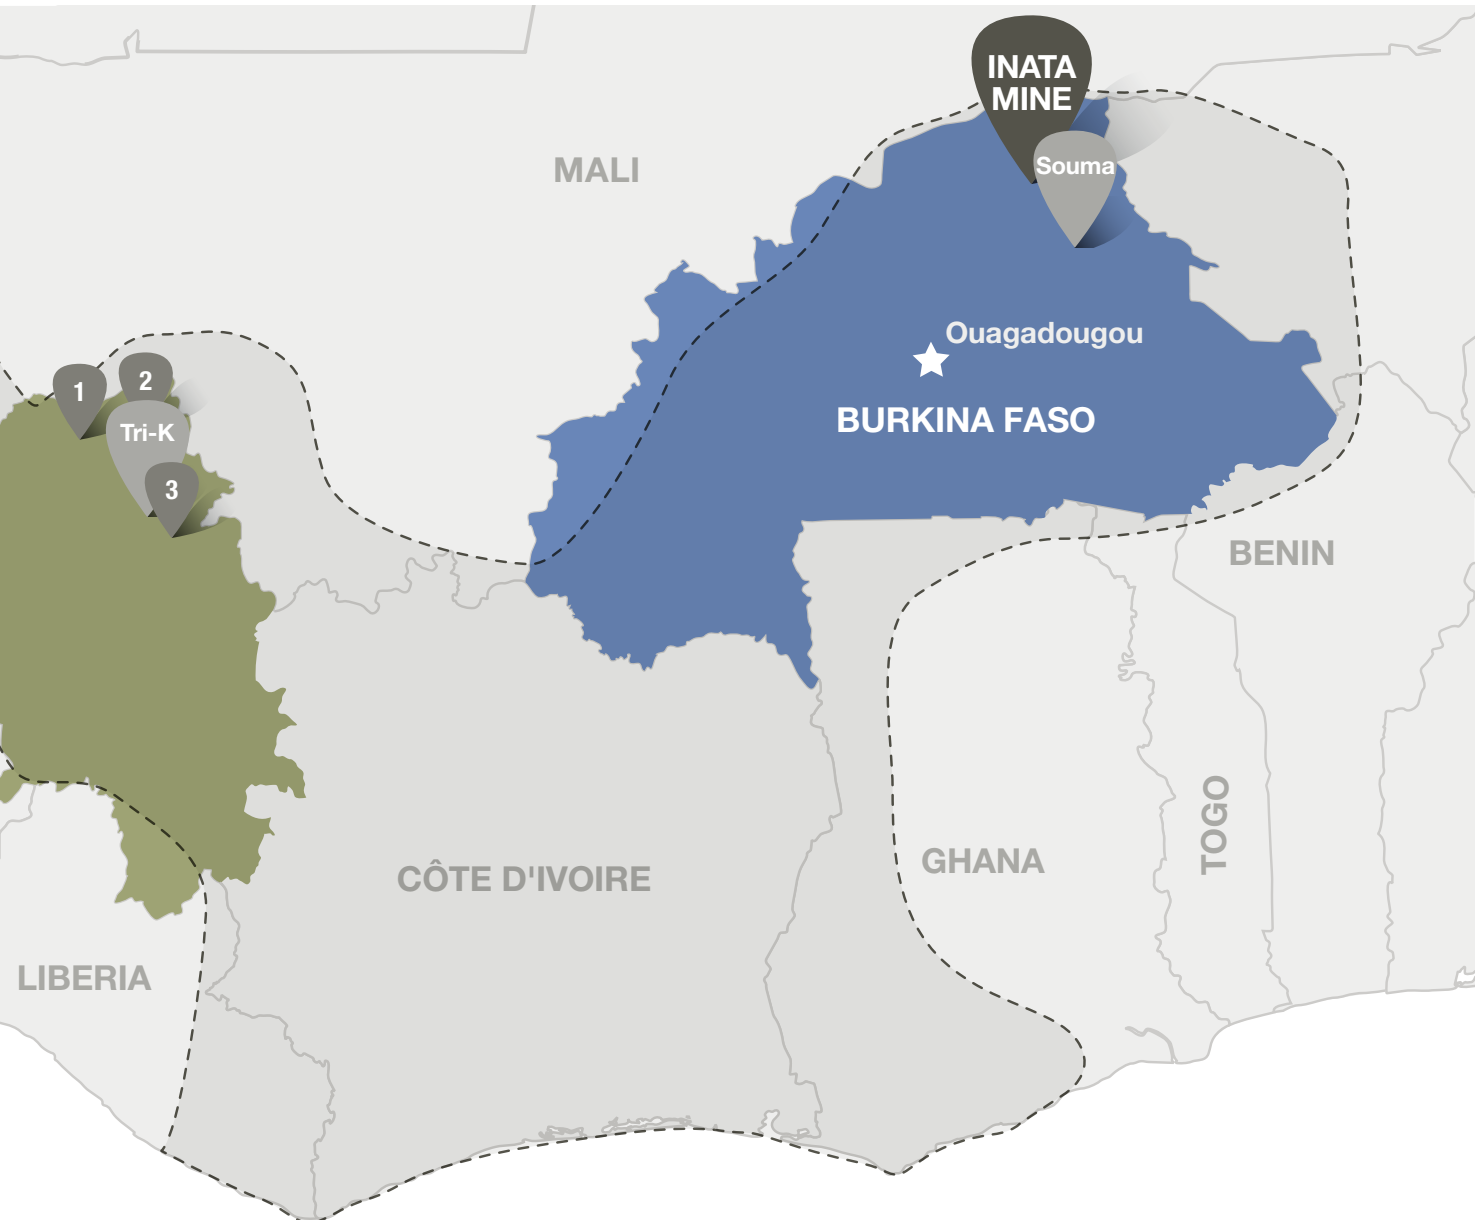 INATA
MINE
Souma
MALI
Ouagadougou
1
2
Tri-K
3
BURKINA FASO
BENIN
TOGO
GHANA
CÔTE D'IVOIRE
LIBERIA